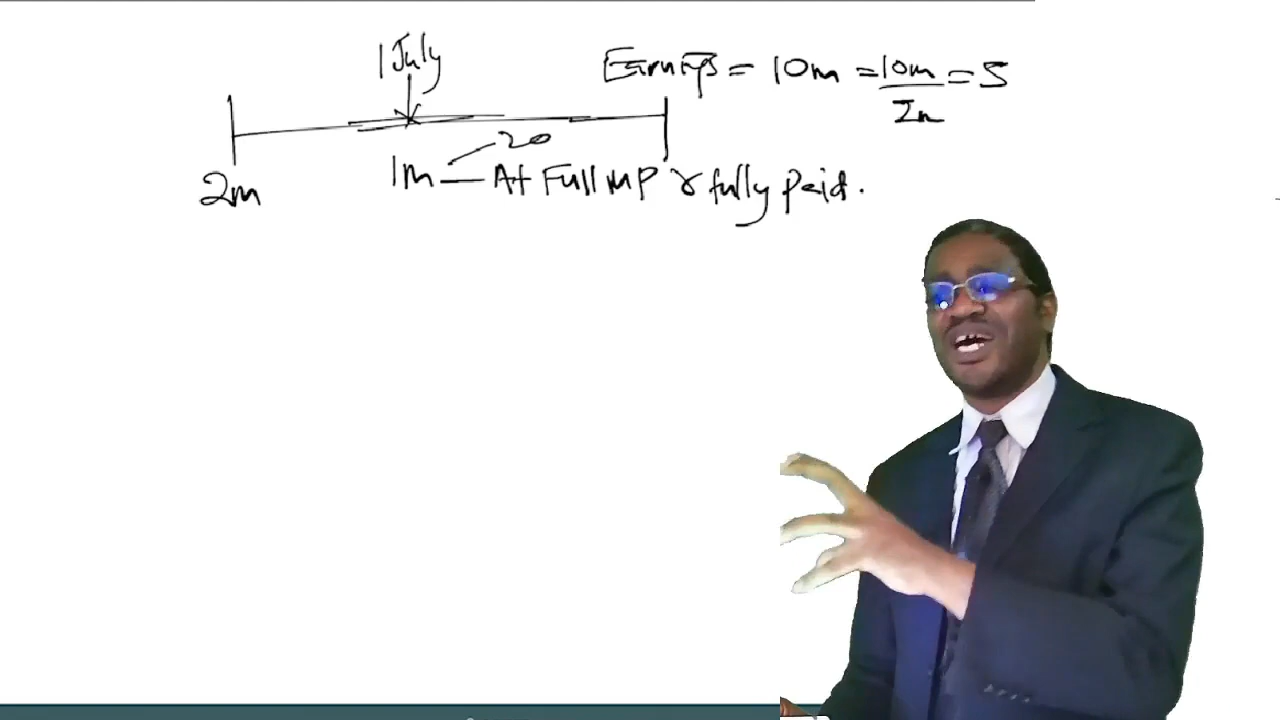 1 July
Earnings = 10m = 10m/2m = 5
20
1m — At Full MP & fully paid.
2m